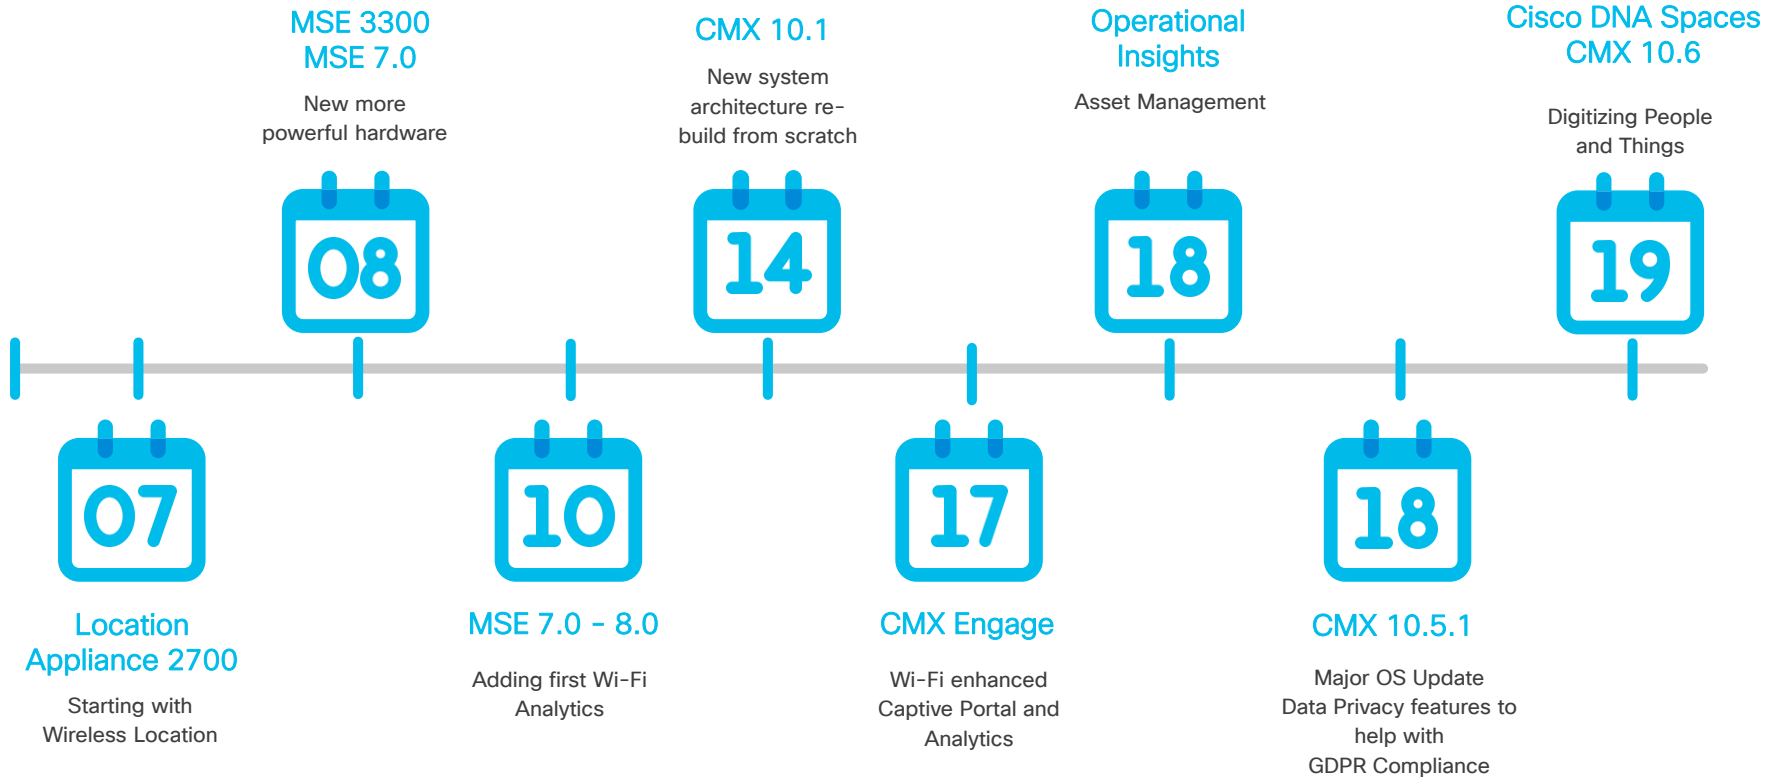 MSE 3300
MSE 7.0
New more
powerful hardware
08
CMX 10.1
New system
architecture re-
build from scratch
14
Operational
Insights
Asset Management
18
Cisco DNA Spaces
CMX 10.6
Digitizing People
and Things
19
07
Location
Appliance 2700
Starting with
Wireless Location
10
MSE 7.0 - 8.0
Adding first Wi-Fi
Analytics
17
CMX Engage
Wi-Fi enhanced
Captive Portal and
Analytics
18
CMX 10.5.1
Major OS Update
Data Privacy features to
help with
GDPR Compliance